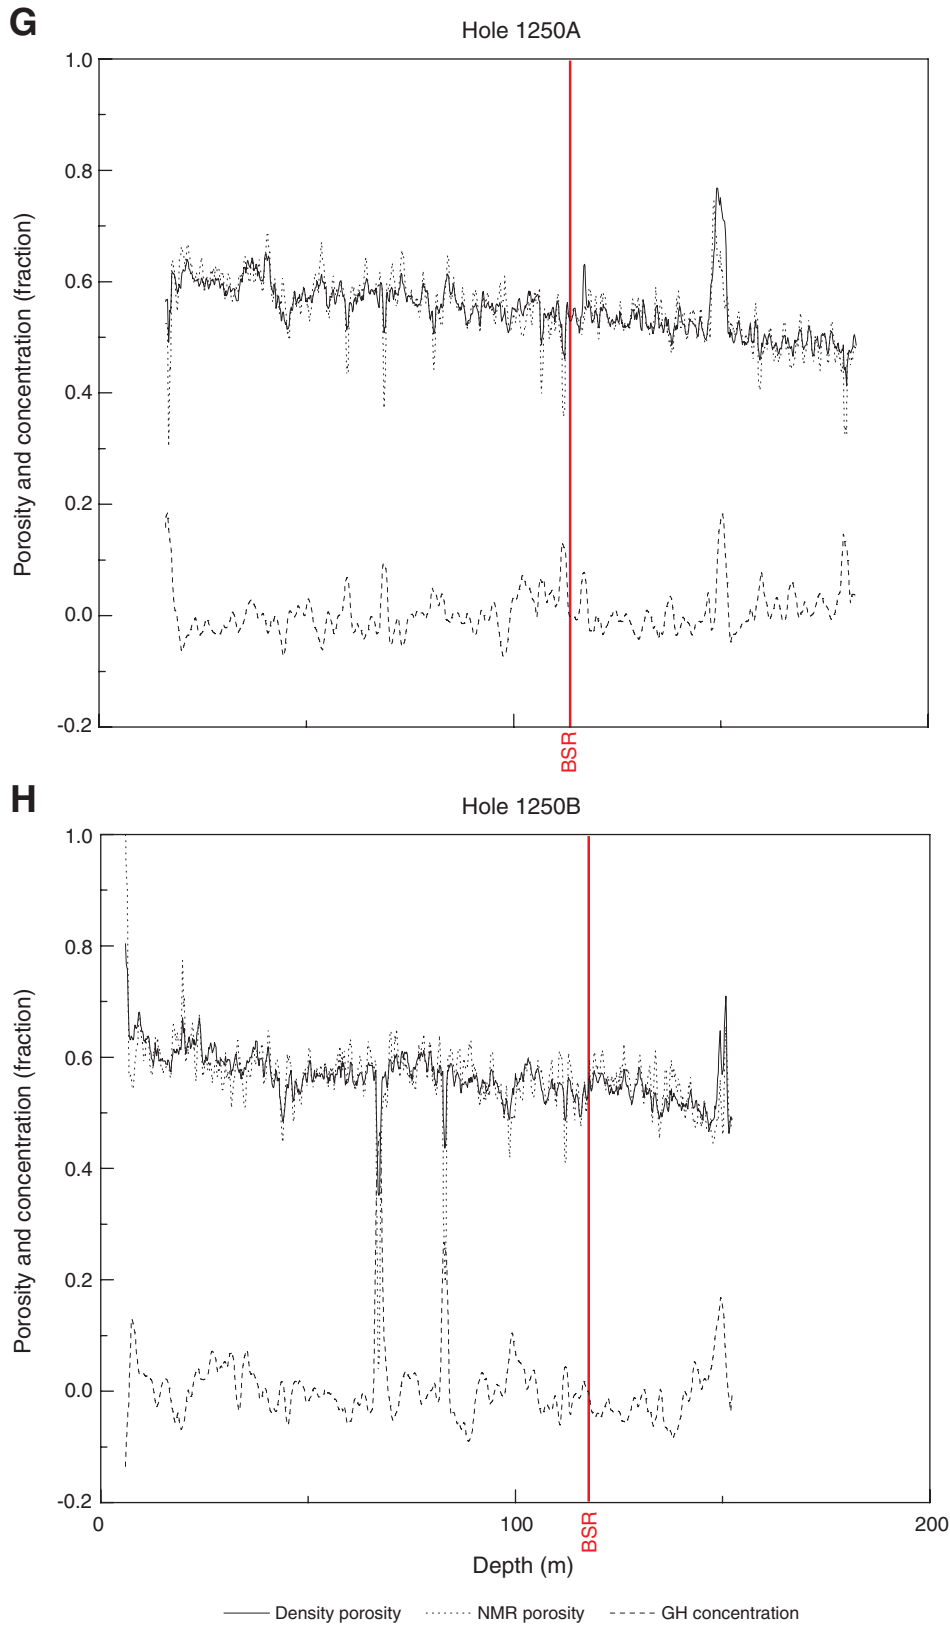 G
Hole 1250A
1.0
0.8
0.6
0.4
0.2
0.0
-0.2
Porosity and concentration (fraction)
BSR
H
Hole 1250B
1.0
0.8
0.6
0.4
0.2
0.0
-0.2
Porosity and concentration (fraction)
0 100 200
BSR
Depth (m)
Density porosity NMR porosity GH concentration